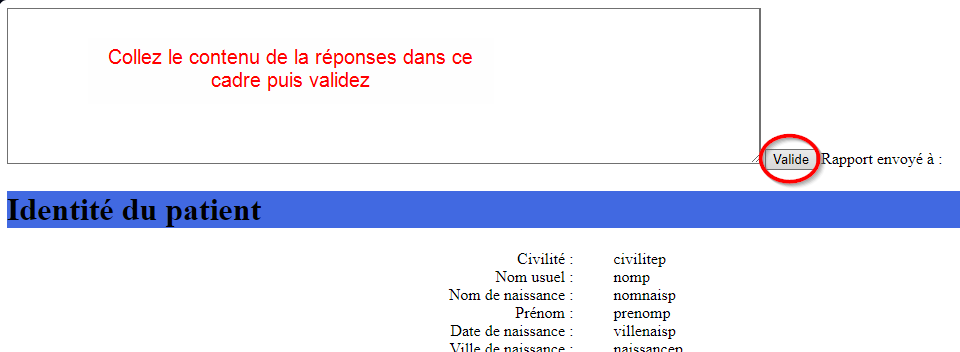 Collez le contenu de la réponses dans ce
cadre puis validez
Valide Rapport envoyé à :
Identité du patient
Civilité : civilitep
Nom usuel : nomp
Nom de naissance : nomnaisp
Prénom : prenomp
Date de naissance : villenaisp
Ville de naissance : naissancep